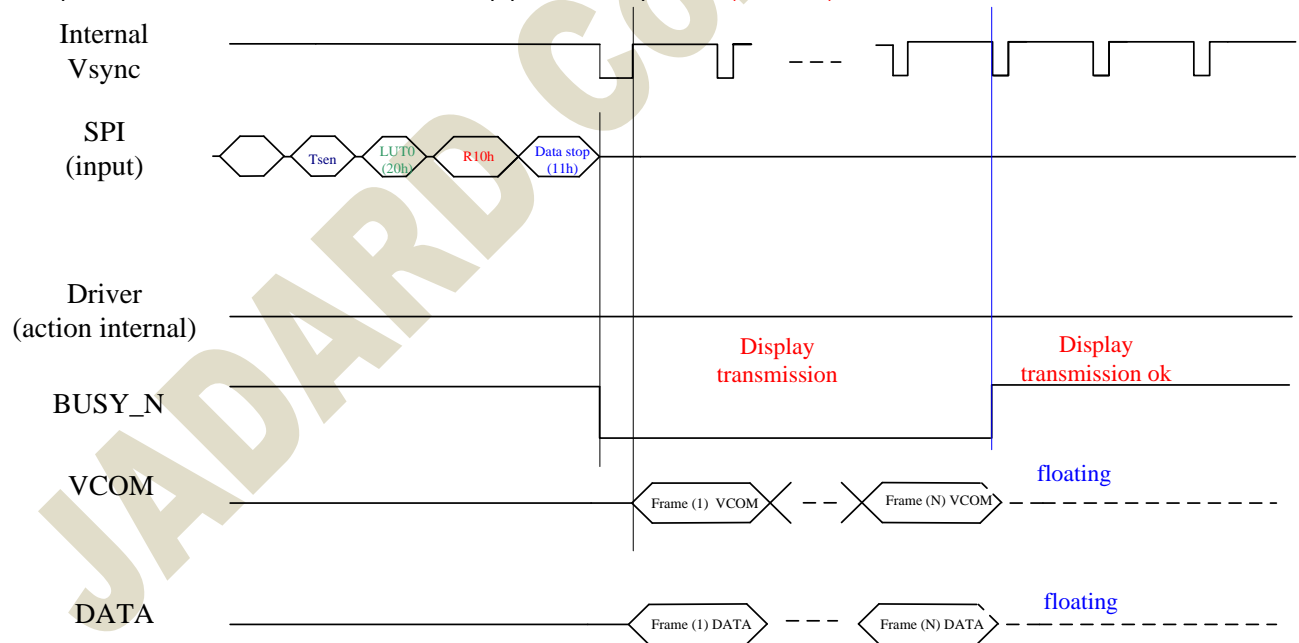 Internal
Vsync
SPI
(input)
Tsen
LUT0
(20h)
R10h
Data stop
(11h)
Driver
(action internal)
Display
transmission
Display
transmission ok
BUSY_N
VCOM
Frame (1) VCOM
Frame (N) VCOM
floating
DATA
Frame (1) DATA
Frame (N) DATA
floating
JADARD